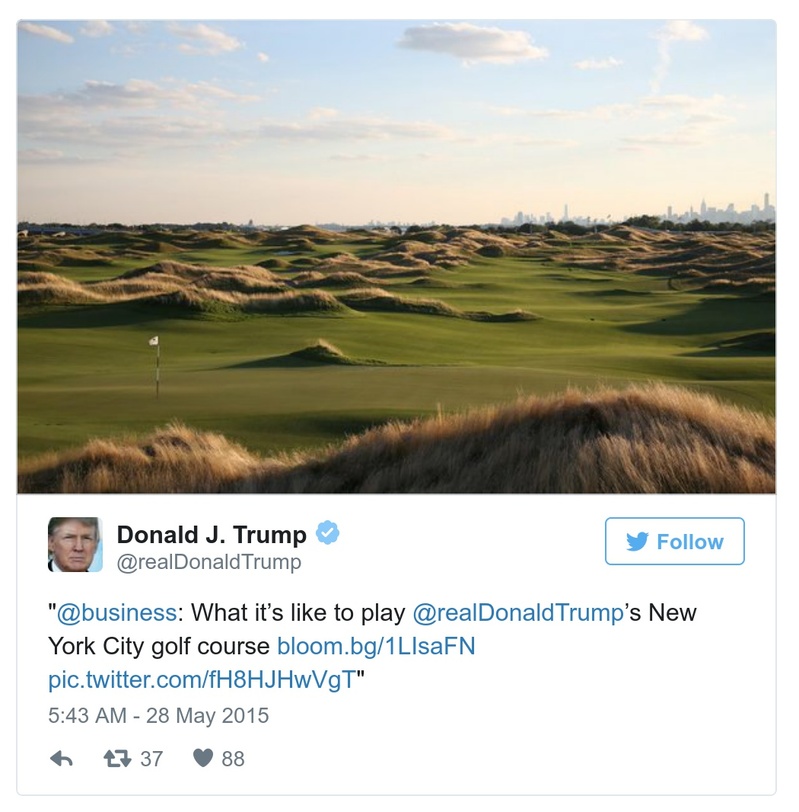 Donald J. Trump
@realDonaldTrump
Follow
"@business: What it’s like to play @realDonaldTrump’s New
York City golf course bloom.bg/1LIsaFN
pic.twitter.com/fH8HJHwVgT"
5:43 AM - 28 May 2015
37 88